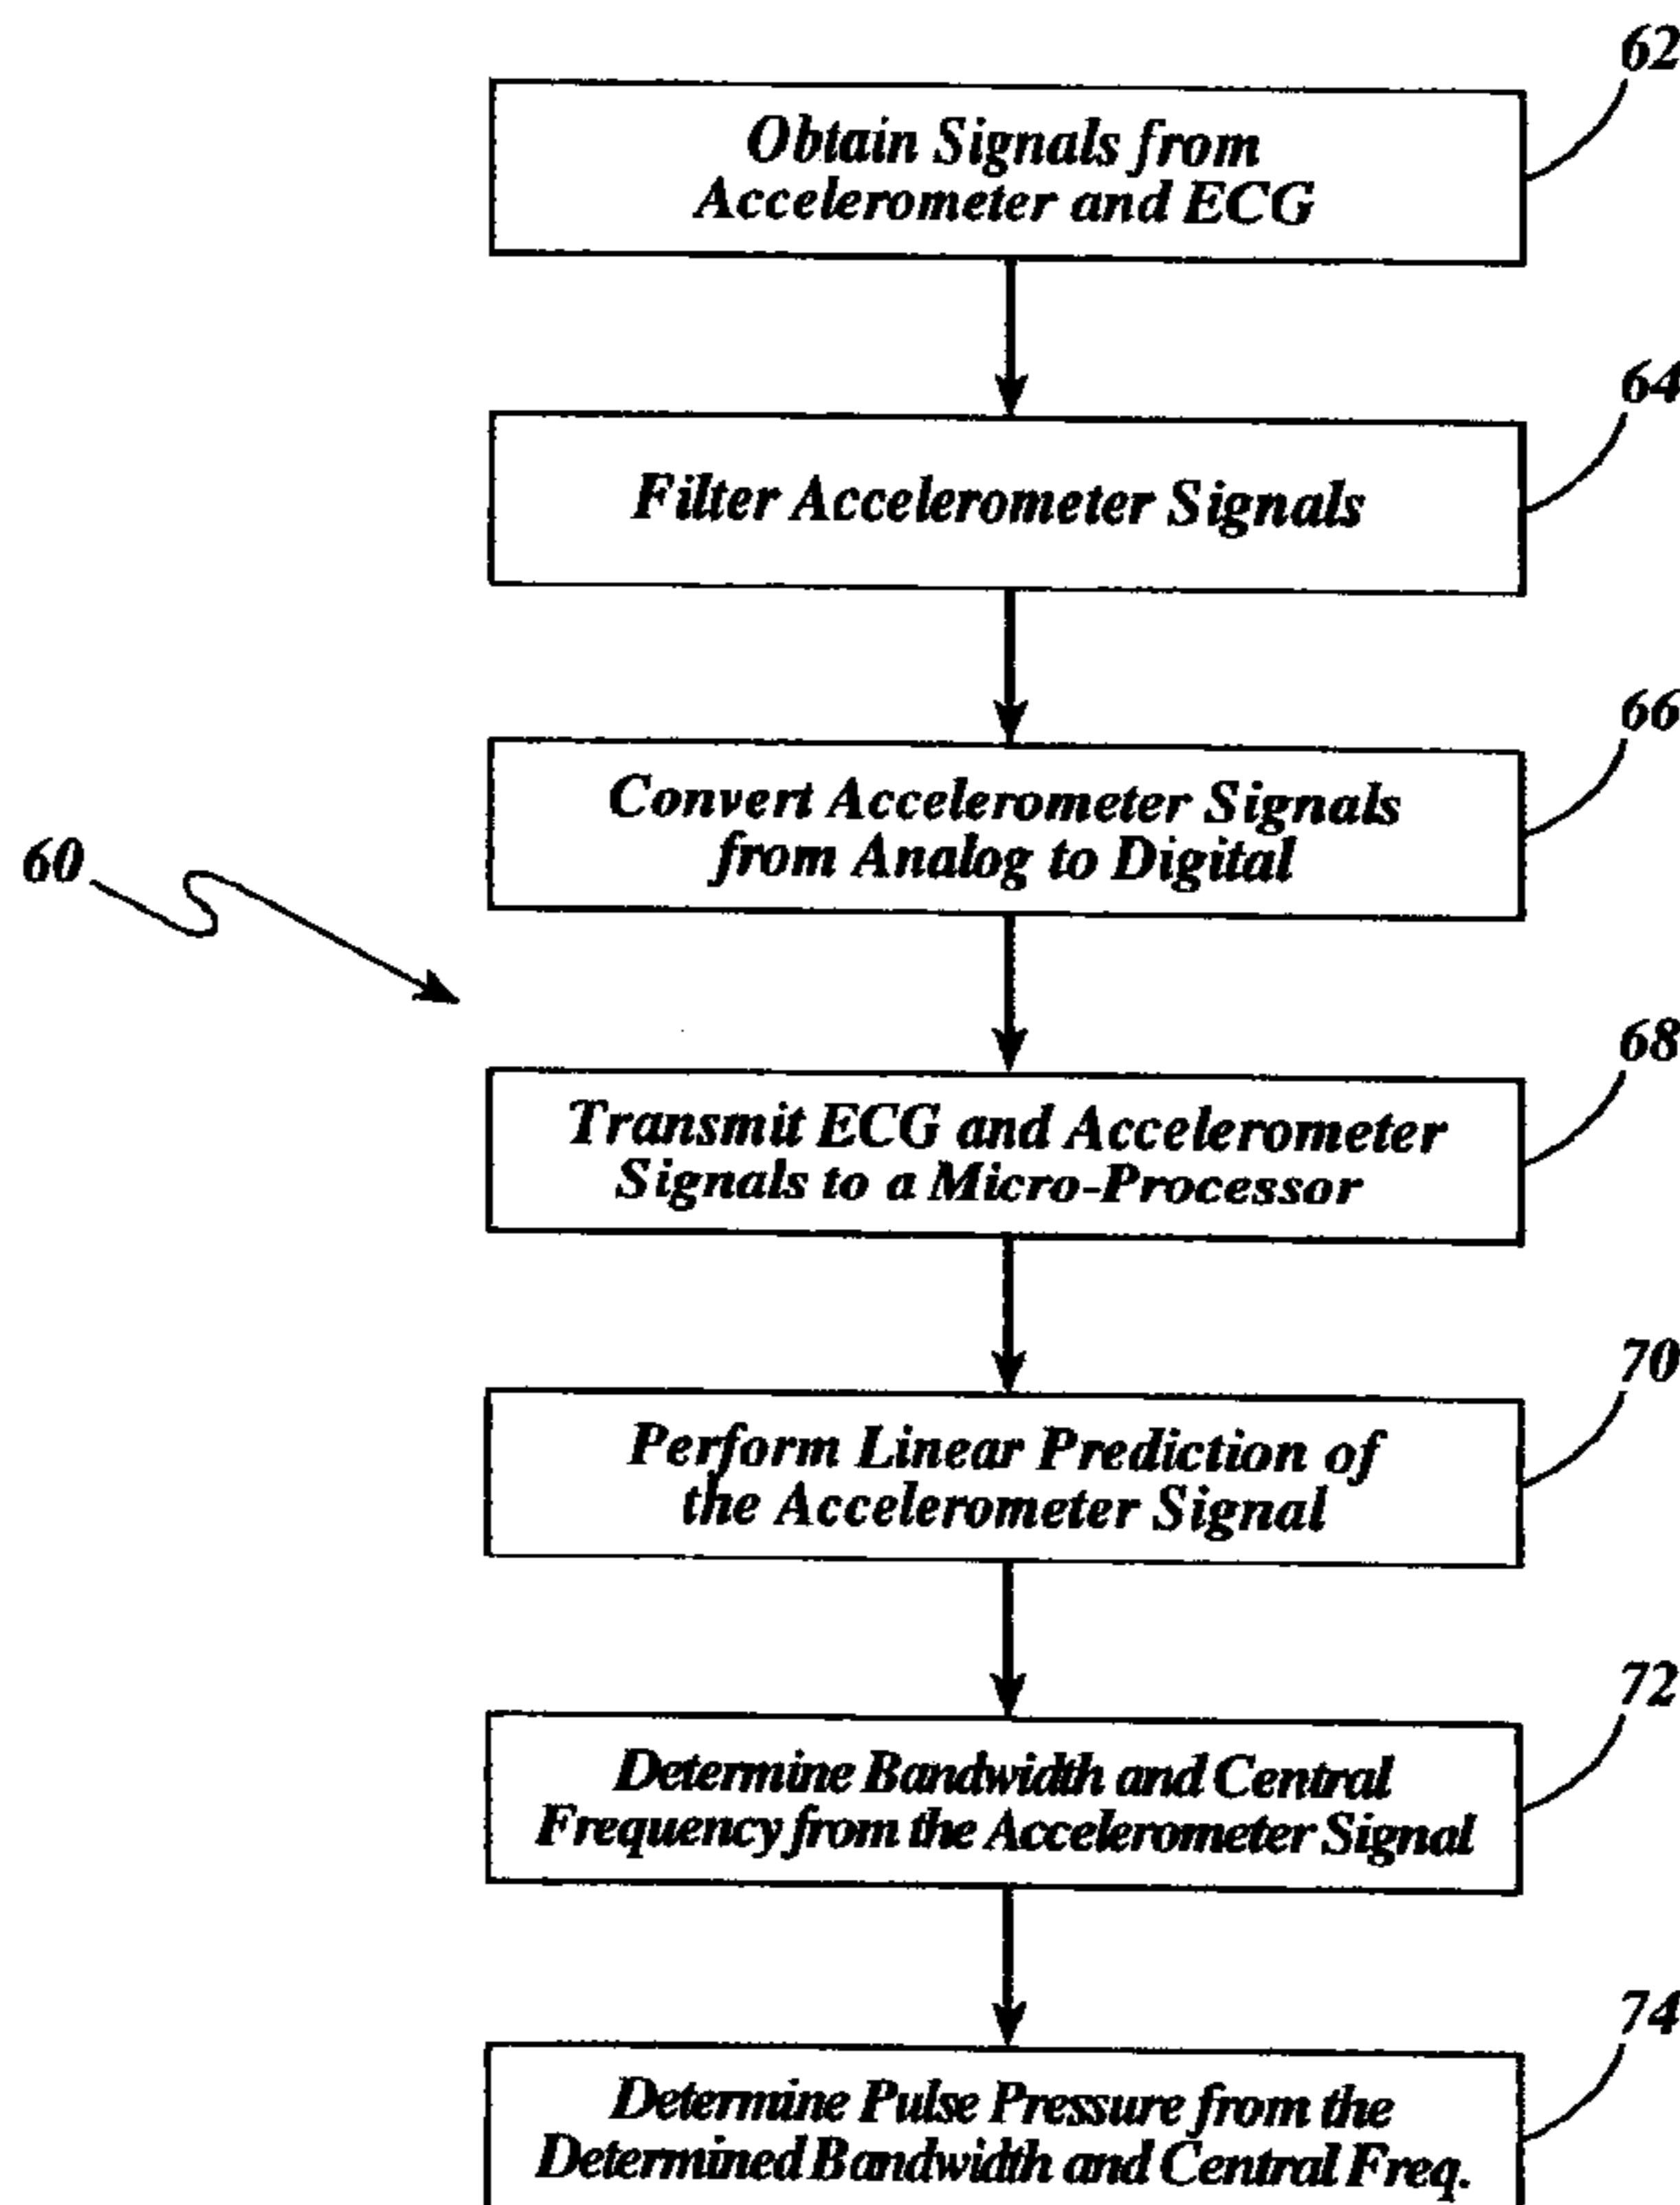 62
Obtain Signals from
Accelerometer and ECG
64
Filter Accelerometer Signals
66
Convert Accelerometer Signals
from Analog to Digital
60
68
Transmit ECG and Accelerometer
Signals to a Micro-Processor
70
Perform Linear Prediction of
the Accelerometer Signal
72
Determine Bandwidth and Central
Frequency from the Accelerometer Signal
74
Determine Pulse Pressure from the
Determined Bandwidth and Central Freq.